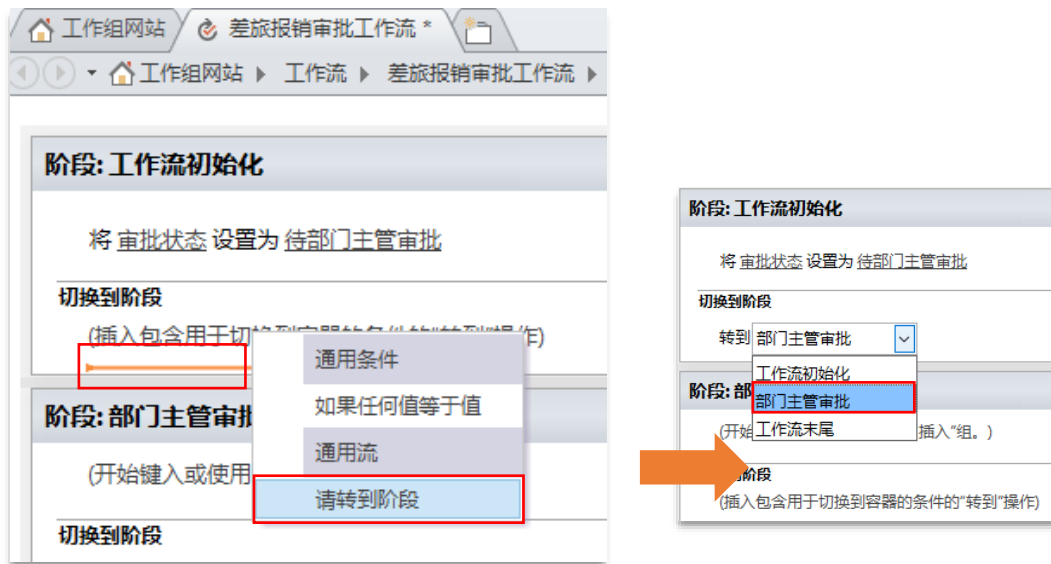 工作组网站 差旅报销审批工作流 *
工作组网站 工作流 差旅报销审批工作流
阶段: 工作流初始化
将 审批状态 设置为 待部门主管审批
切换到阶段
(插入包含用于切换到容器的条件的“转到”操作)
通用条件
如果任何值等于值
通用流
请转到阶段
阶段: 部门主管审批
(开始键入或使用
切换到阶段
阶段: 工作流初始化
将 审批状态 设置为 待部门主管审批
切换到阶段
转到 部门主管审批
工作流初始化
部门主管审批
工作流末尾
阶段: 部
(开始
插入”组。)
阶段
(插入包含用于切换到容器的条件的“转到”操作)